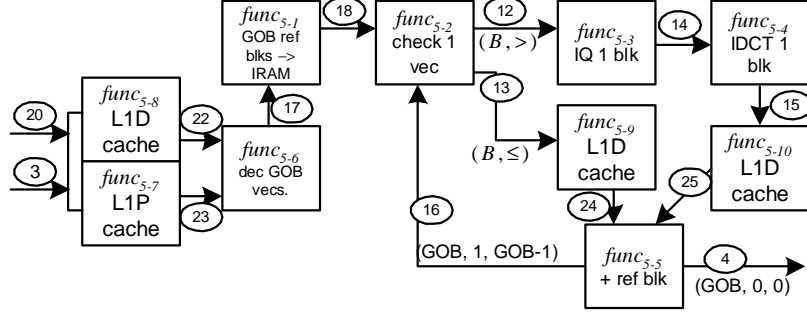 func5-1
GOB ref
blks –>
IRAM
18
func5-2
check 1
vec
12
(B, >)
13
(B, ≤)
func5-3
IQ 1 blk
14
func5-4
IDCT 1
blk
15
20
3
func5-8
L1D
cache
func5-7
L1P
cache
22
23
17
func5-6
dec GOB
vecs.
16
func5-9
L1D
cache
24
func5-10
L1D
cache
25
(GOB, 1, GOB-1)
func5-5
+ ref blk
4
(GOB, 0, 0)